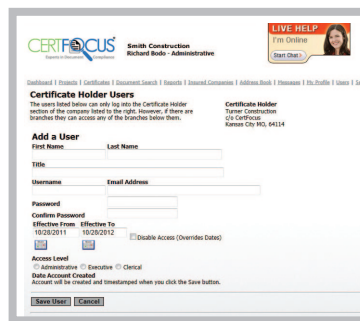 CERTFOCUS
Experts in Document Compliance
Smith Construction
Richard Bodo - Administrative
LIVE HELP
I'm Online
Start Chat
Dashboard | Projects | Certificates | Document Search | Reports | Insured Companies | Address Book | Messages | My Profile | Users |
Certificate Holder Users
The users listed below can only log into the Certificate Holder
section of the company listed to the right. However, if there are
branches they can access any of the branches below them.
Certificate Holder
Turner Construction
c/o CertFocus
Kansas City MO, 64114
Add a User
First Name Last Name
Title
Username Email Address
Password
Confirm Password
Effective From Effective To
10/28/2011 10/28/2012
Disable Access (Overrides Dates)
Access Level
Administrative Executive Clerical
Date Account Created
Account will be created and timestamped when you click the Save button.
Save User Cancel